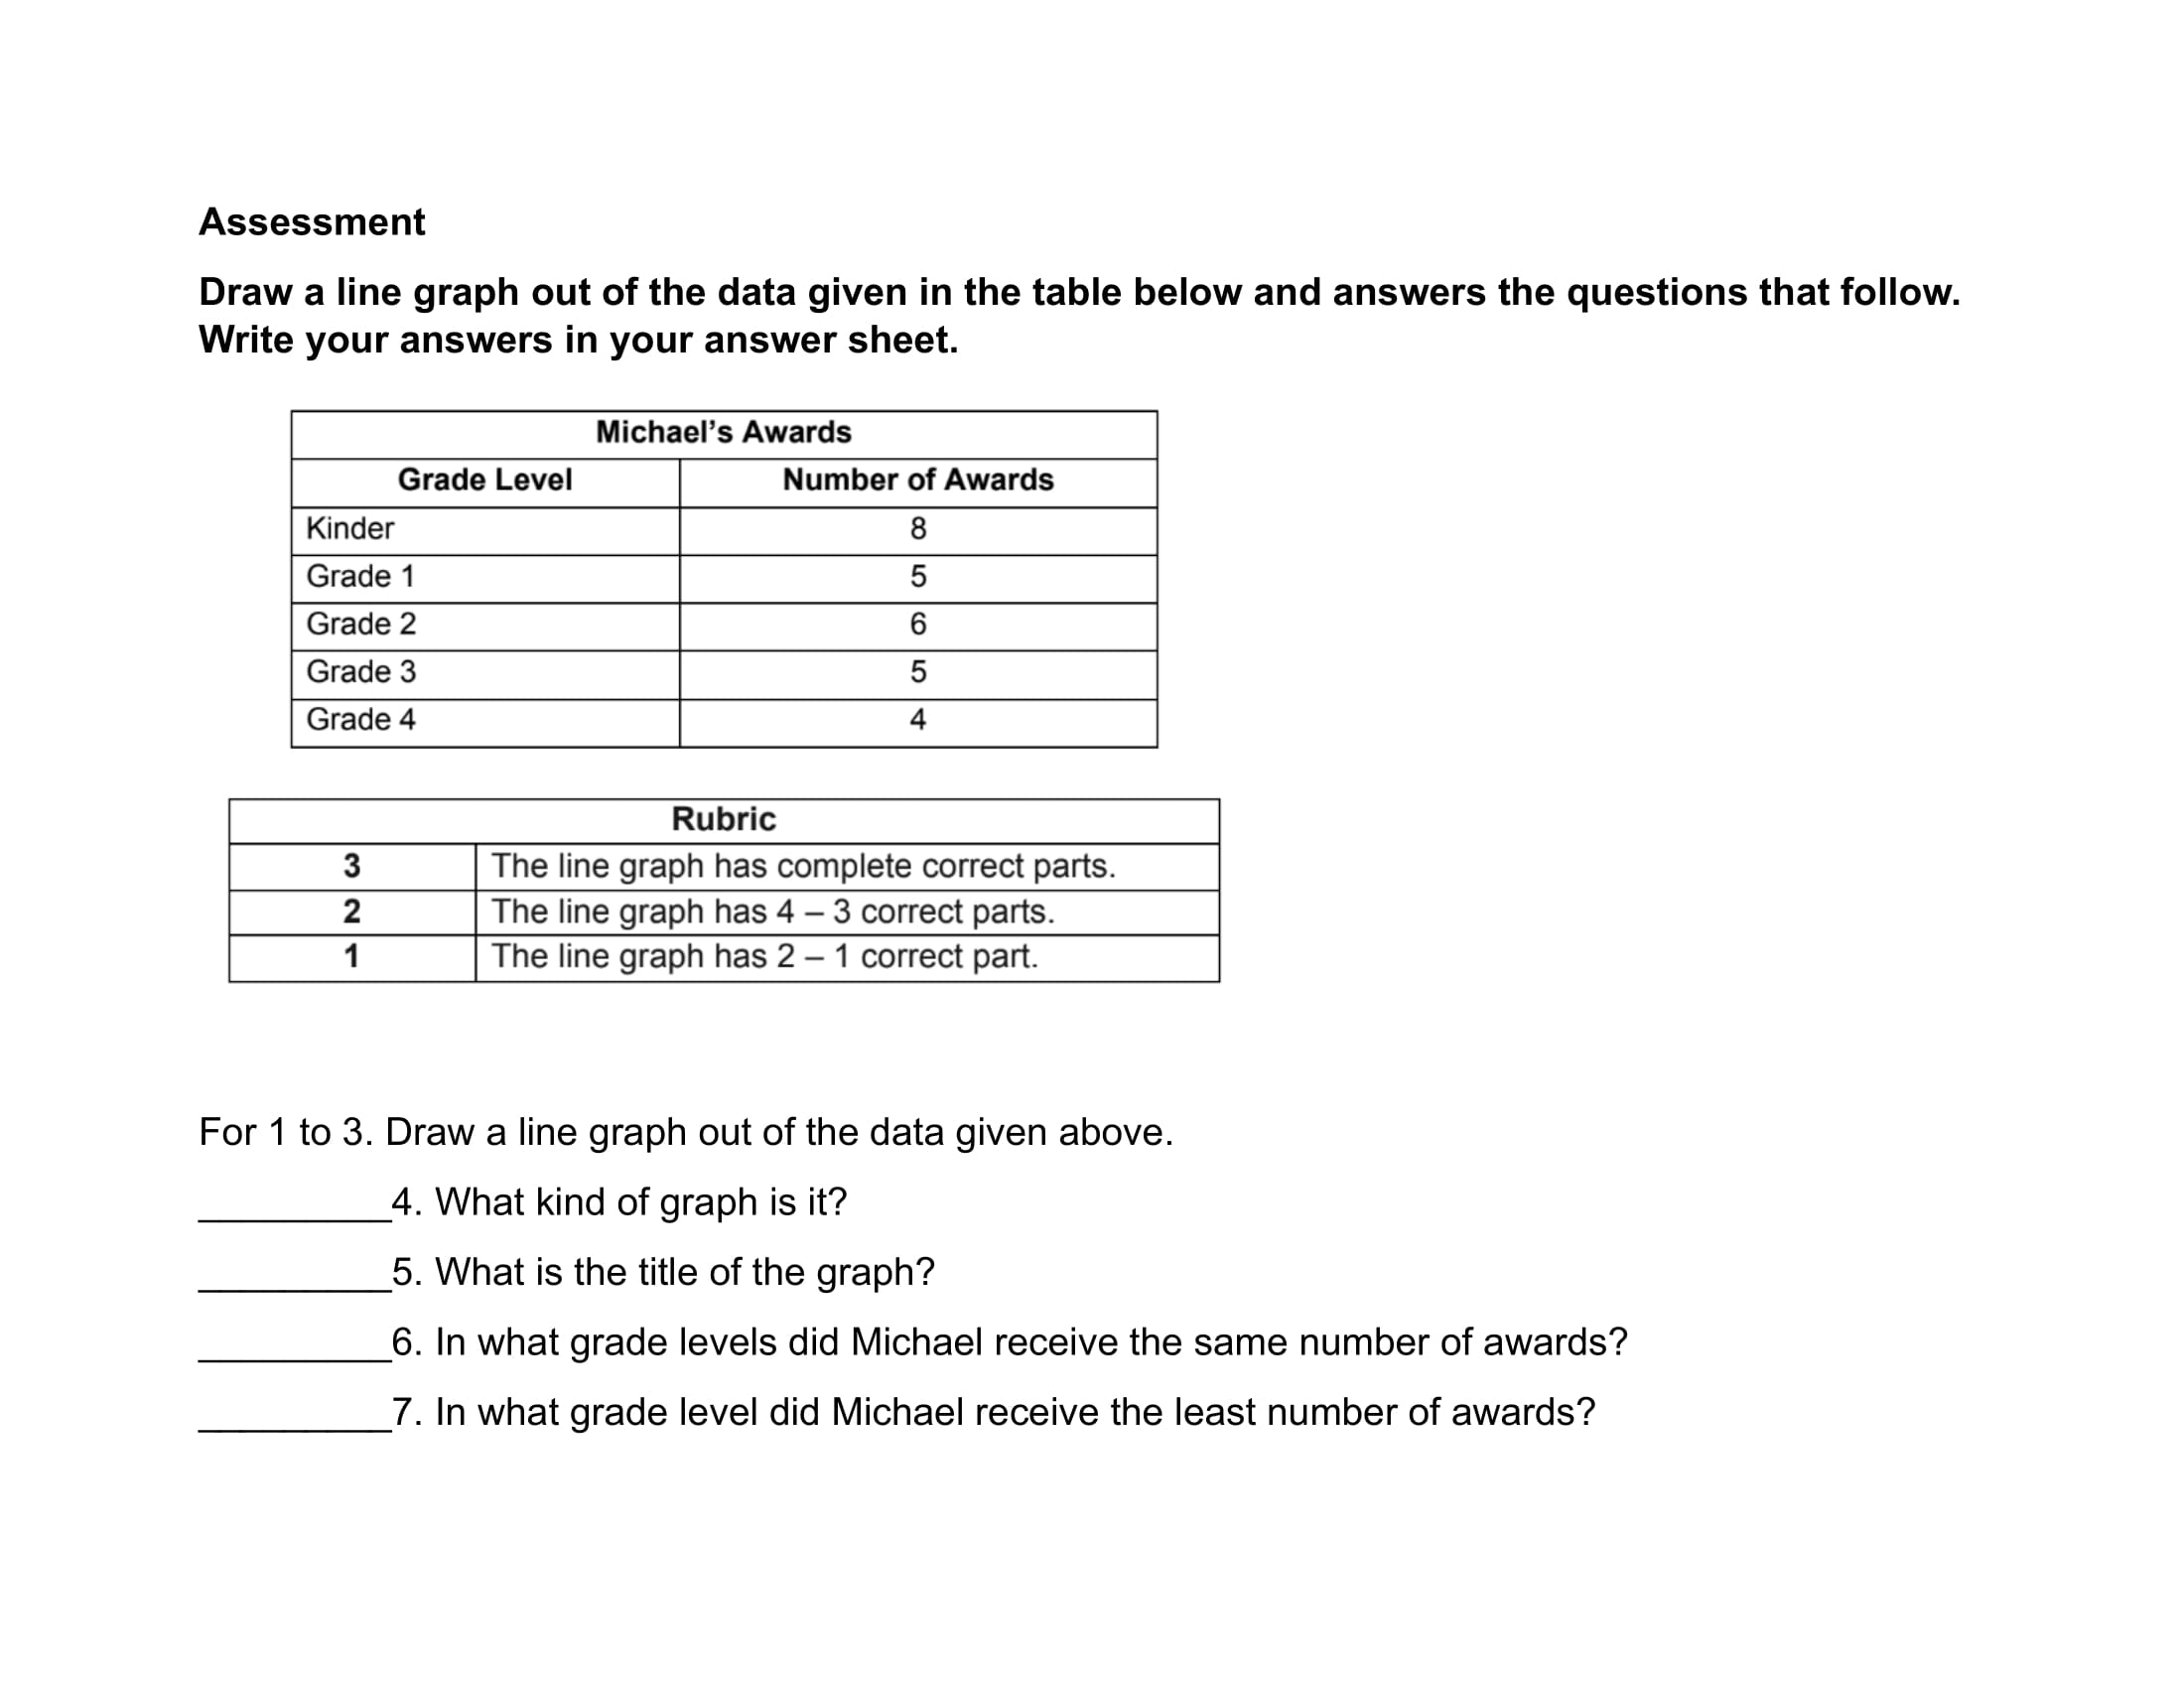 Assessment
Draw a line graph out of the data given in the table below and answers the questions that follow.
Write your answers in your answer sheet.
Michael’s Awards
Grade Level Number of Awards
Kinder 8
Grade 1 5
Grade 2 6
Grade 3 5
Grade 4 4
Rubric
3 The line graph has complete correct parts.
2 The line graph has 4 – 3 correct parts.
1 The line graph has 2 – 1 correct part.
For 1 to 3. Draw a line graph out of the data given above.
_________4. What kind of graph is it?
_________5. What is the title of the graph?
_________6. In what grade levels did Michael receive the same number of awards?
_________7. In what grade level did Michael receive the least number of awards?